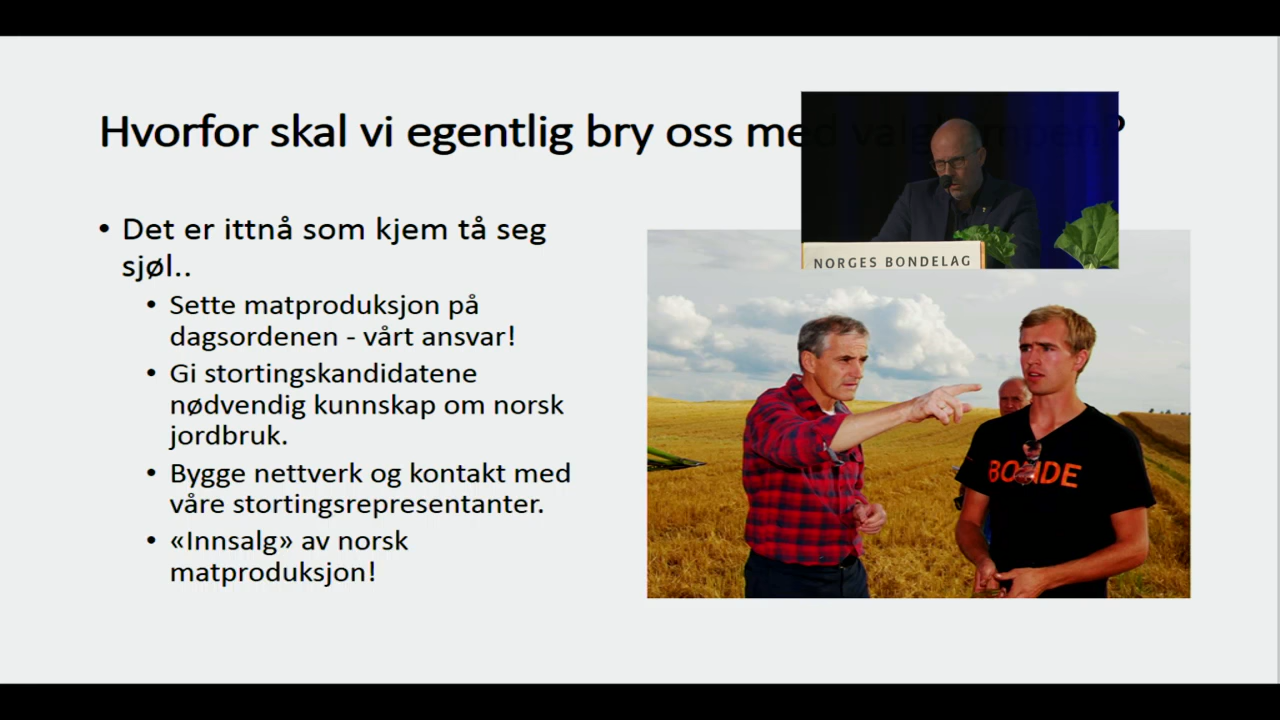 Hvorfor skal vi egentlig bry oss med valgkampen?
NORGES BONDELAG
• Det er ittnå som kjem tå seg
sjøl..
• Sette matproduksjon på
dagsordenen - vårt ansvar!
• Gi stortingskandidatene
nødvendig kunnskap om norsk
jordbruk.
• Bygge nettverk og kontakt med
våre stortingsrepresentanter.
• «Innsalg» av norsk
matproduksjon!
BONDE